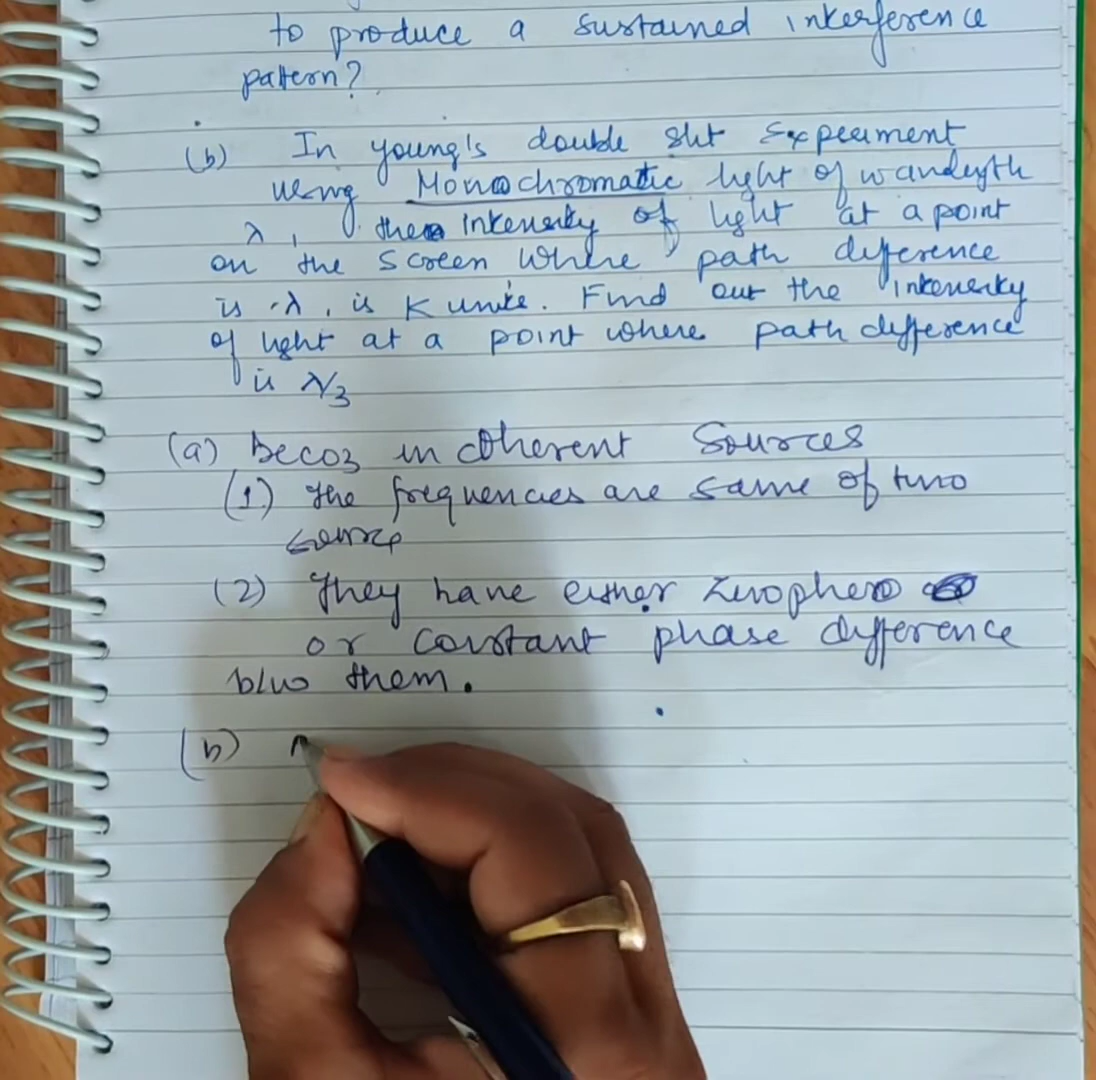 to produce a sustained interference
pattern?
(b) In young's double slit Experiment
using Monochromatic light of wavelength
λ, the intensity of light at a point
on the screen where path difference
is λ, is K units. Find out the intensity
of light at a point where path difference
is λ/3
(a) Becoz in coherent Sources
(1) The frequencies are same of two
source
(2) They have either zero phase
or constant phase difference
b/w them.
(b)